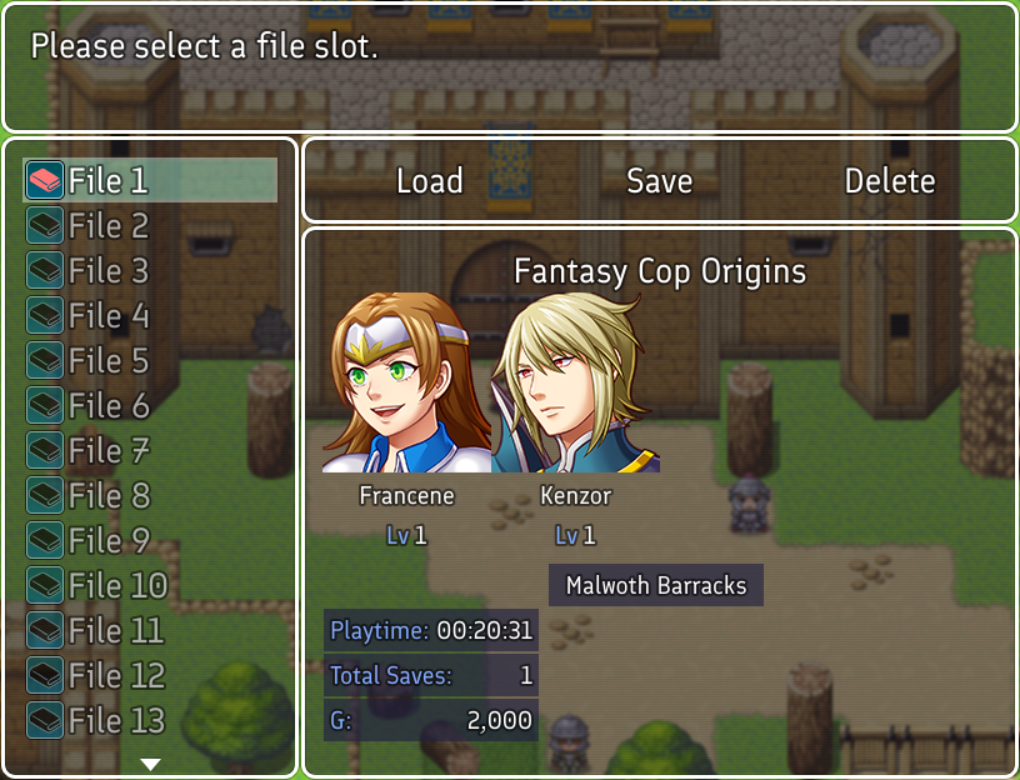 Please select a file slot.
File 1
File 2
File 3
File 4
File 5
File 6
File 7
File 8
File 9
File 10
File 11
File 12
File 13
Load Save Delete
Fantasy Cop Origins
Francene Kenzor
Lv 1 Lv 1
Malwoth Barracks
Playtime: 00:20:31
Total Saves: 1
G: 2,000